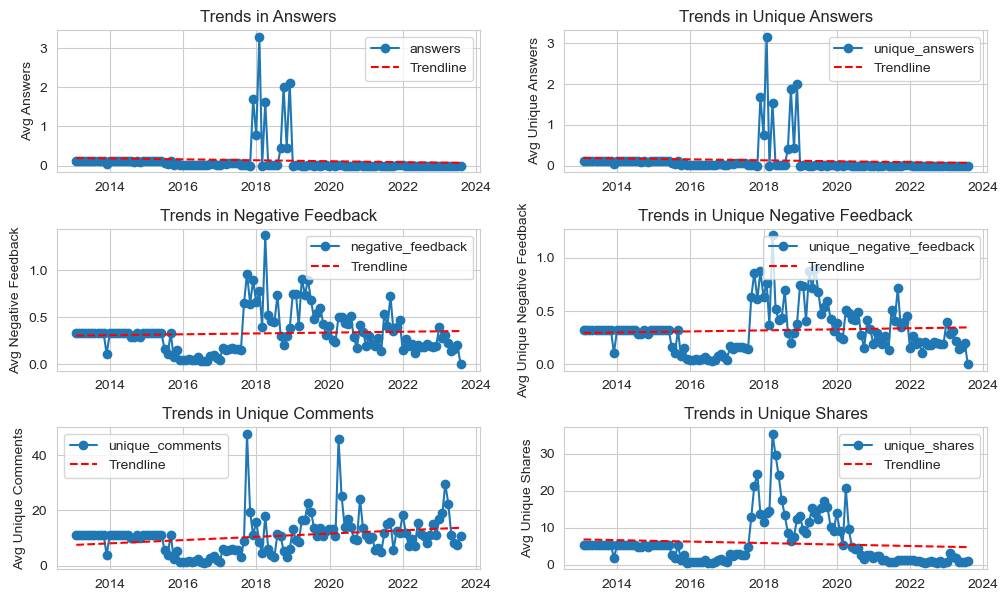 Trends in Answers
Avg Answers
3
2
1
0
answers
Trendline
2014 2016 2018 2020 2022 2024
Trends in Unique Answers
Avg Unique Answers
3
2
1
0
unique_answers
Trendline
2014 2016 2018 2020 2022 2024
Trends in Negative Feedback
Avg Negative Feedback
1.0
0.5
0.0
negative_feedback
Trendline
2014 2016 2018 2020 2022 2024
Trends in Unique Negative Feedback
Avg Unique Negative Feedback
1.0
0.5
0.0
unique_negative_feedback
Trendline
2014 2016 2018 2020 2022 2024
Trends in Unique Comments
Avg Unique Comments
40
20
0
unique_comments
Trendline
2014 2016 2018 2020 2022 2024
Trends in Unique Shares
Avg Unique Shares
30
20
10
0
unique_shares
Trendline
2014 2016 2018 2020 2022 2024